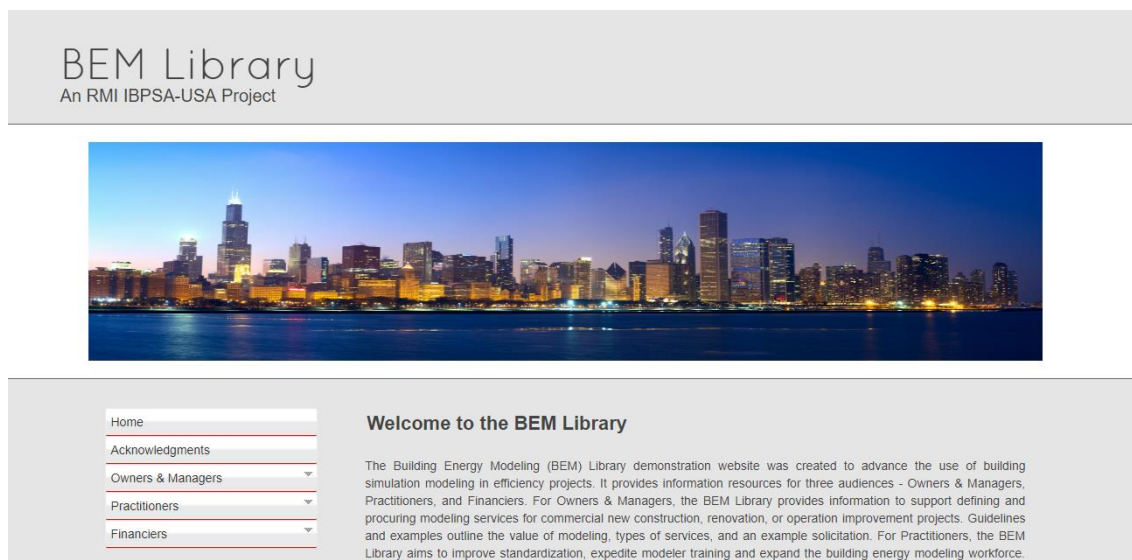 BEM Library
An RMI IBPSA-USA Project
Home
Acknowledgments
Owners & Managers
Practitioners
Financiers
Welcome to the BEM Library
The Building Energy Modeling (BEM) Library demonstration website was created to advance the use of building
simulation modeling in efficiency projects. It provides information resources for three audiences - Owners & Managers,
Practitioners, and Financiers. For Owners & Managers, the BEM Library provides information to support defining and
procuring modeling services for commercial new construction, renovation, or operation improvement projects. Guidelines
and examples outline the value of modeling, types of services, and an example solicitation. For Practitioners, the BEM
Library aims to improve standardization, expedite modeler training and expand the building energy modeling workforce.